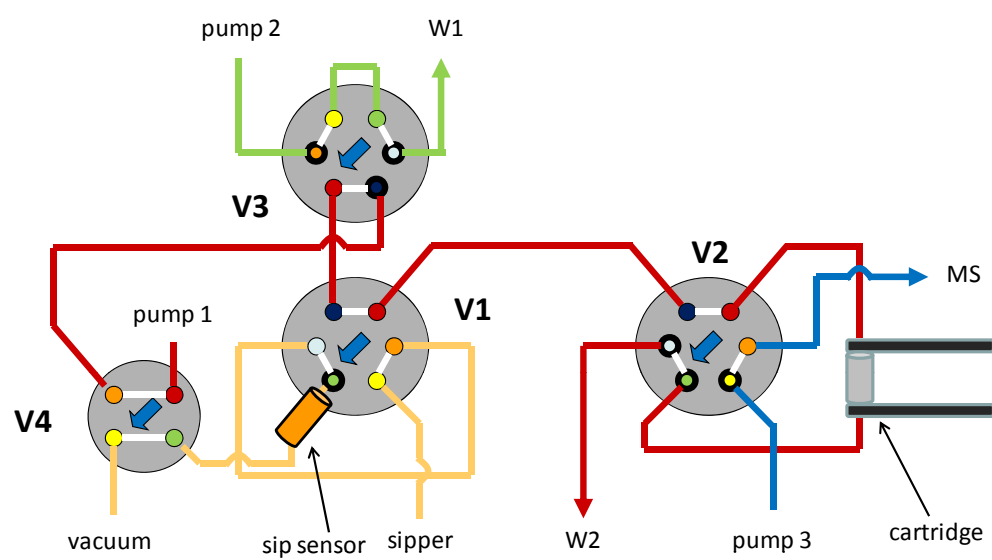 pump 2
W1
V3
V2
MS
pump 1
V1
V4
vacuum
sip sensor
sipper
W2
pump 3
cartridge